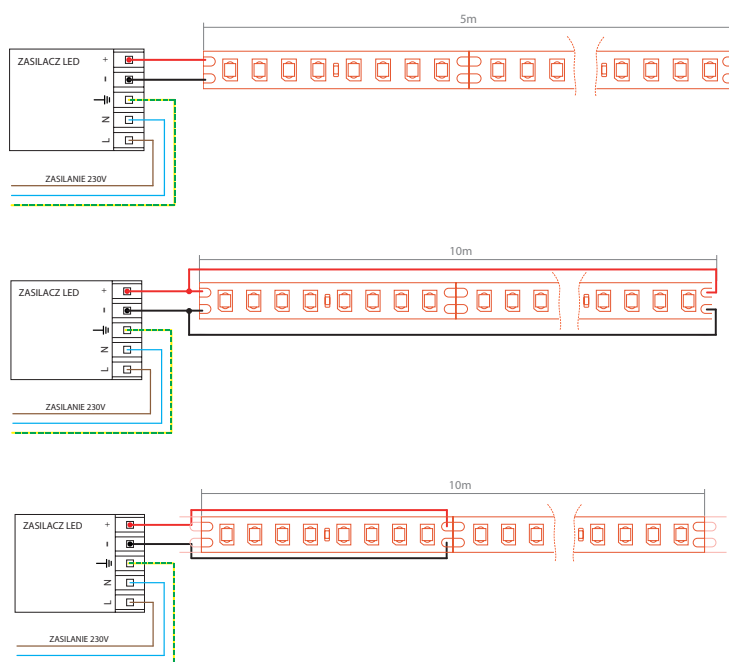 5m
ZASILACZ LED
+
-
N
L
ZASILANIE 230V
10m
ZASILACZ LED
+
-
N
L
ZASILANIE 230V
10m
ZASILACZ LED
+
-
N
L
ZASILANIE 230V